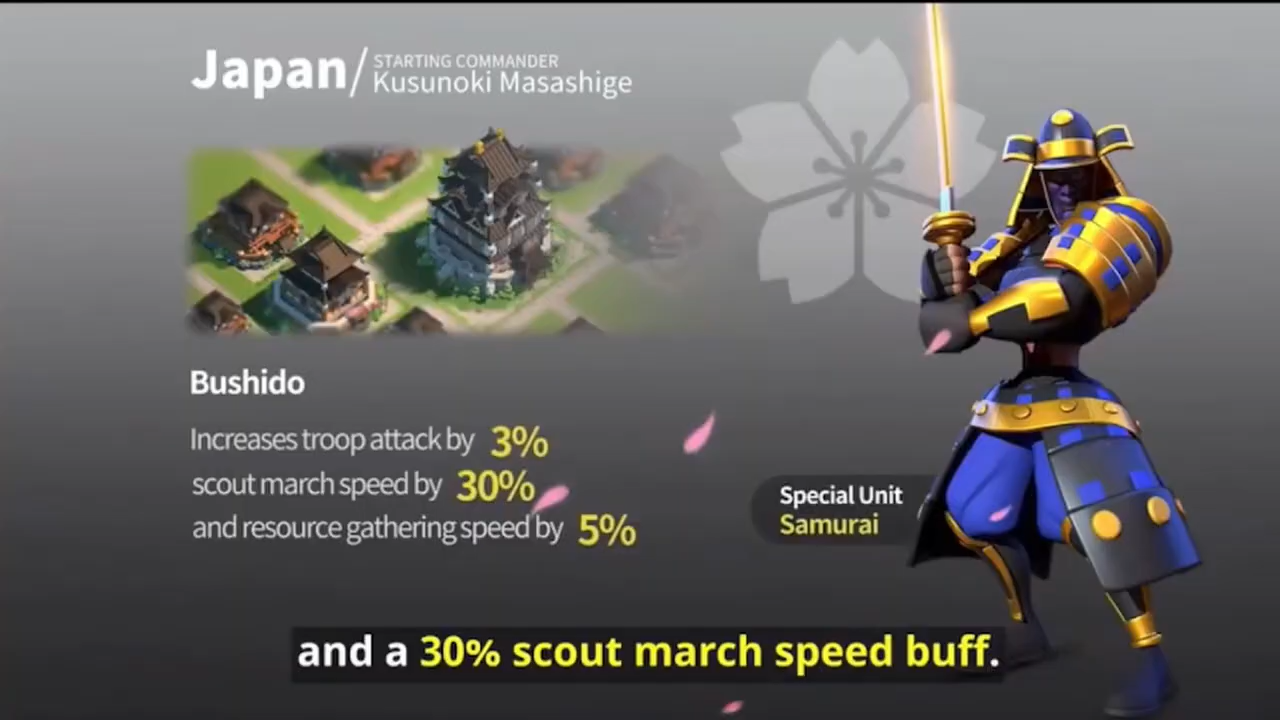 Japan/
STARTING COMMANDER
Kusunoki Masashige
Bushido
Increases troop attack by 3%
scout march speed by 30%
and resource gathering speed by 5%
Special Unit
Samurai
and a 30% scout march speed buff.